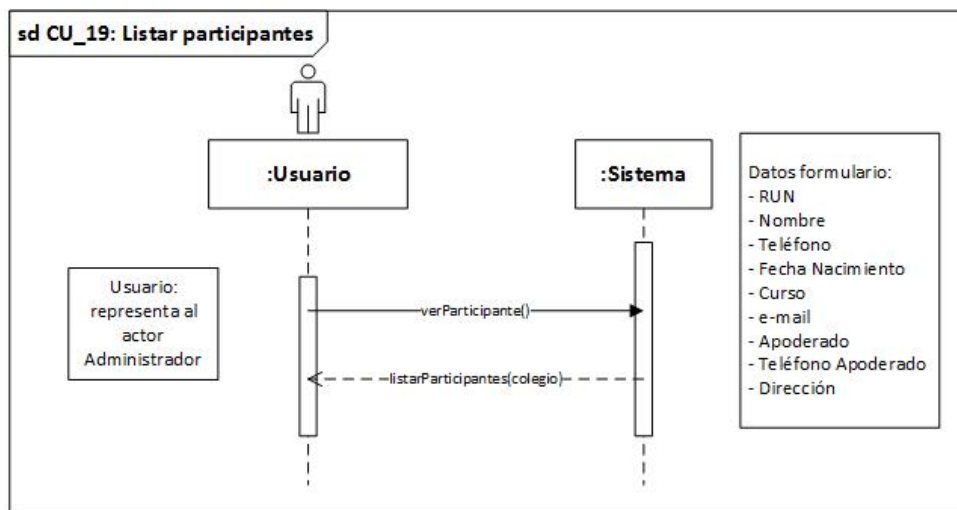 sd CU_19: Listar participantes
:Usuario
:Sistema
Datos formulario:
- RUN
- Nombre
- Teléfono
- Fecha Nacimiento
- Curso
- e-mail
- Apoderado
- Teléfono Apoderado
- Dirección
Usuario:
representa al
actor
Administrador
verParticipante()
listarParticipantes(colegio)